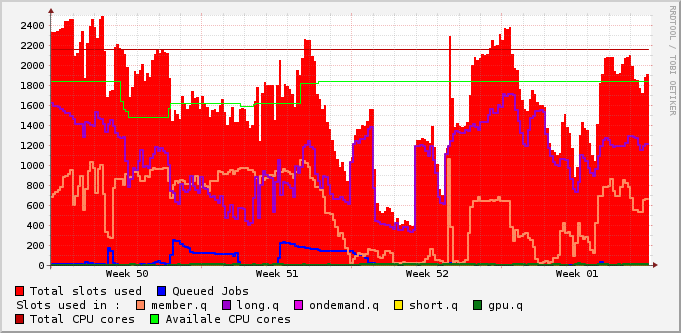 2400
2200
2000
1800
1600
1400
1200
1000
800
600
400
200
0
Week 50 Week 51 Week 52 Week 01
Total slots used Queued Jobs
Slots used in : member.q long.q ondemand.q short.q gpu.q
Total CPU cores Availale CPU cores
RRDTOOL / TOBI OETIKER